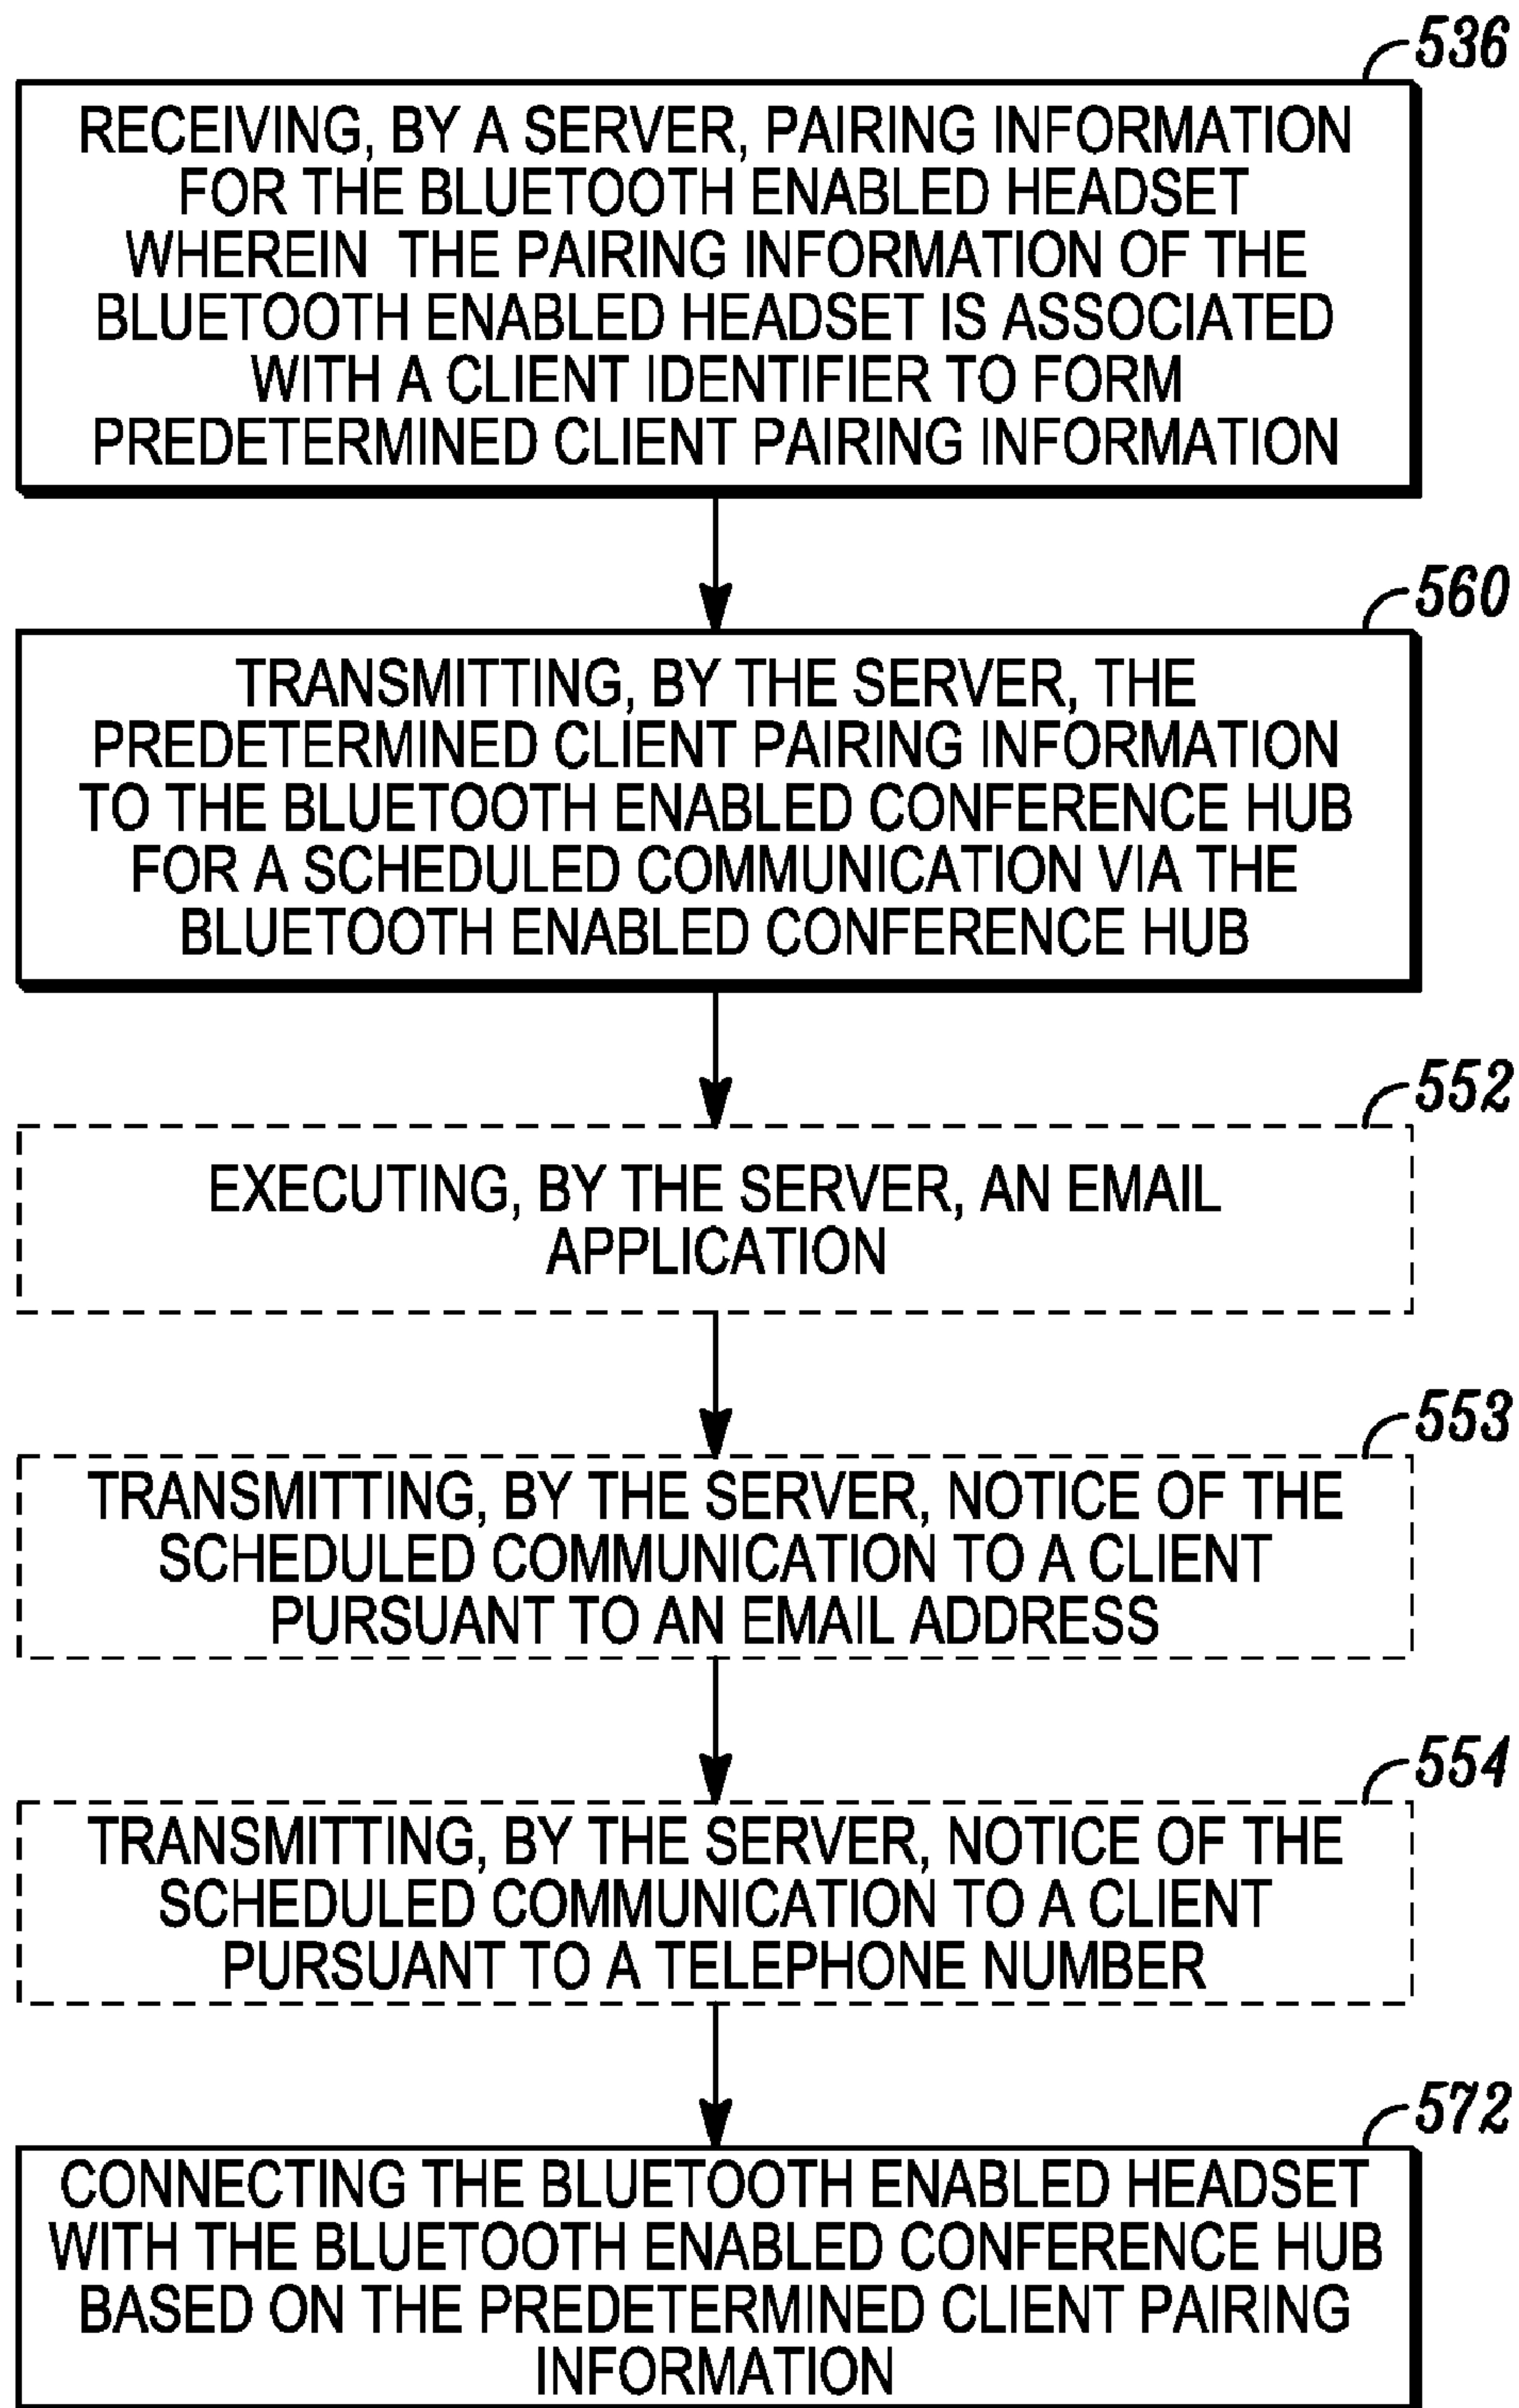 536
RECEIVING, BY A SERVER, PAIRING INFORMATION
FOR THE BLUETOOTH ENABLED HEADSET
WHEREIN THE PAIRING INFORMATION OF THE
BLUETOOTH ENABLED HEADSET IS ASSOCIATED
WITH A CLIENT IDENTIFIER TO FORM
PREDETERMINED CLIENT PAIRING INFORMATION
560
TRANSMITTING, BY THE SERVER, THE
PREDETERMINED CLIENT PAIRING INFORMATION
TO THE BLUETOOTH ENABLED CONFERENCE HUB
FOR A SCHEDULED COMMUNICATION VIA THE
BLUETOOTH ENABLED CONFERENCE HUB
552
EXECUTING, BY THE SERVER, AN EMAIL
APPLICATION
553
TRANSMITTING, BY THE SERVER, NOTICE OF THE
SCHEDULED COMMUNICATION TO A CLIENT
PURSUANT TO AN EMAIL ADDRESS
554
TRANSMITTING, BY THE SERVER, NOTICE OF THE
SCHEDULED COMMUNICATION TO A CLIENT
PURSUANT TO A TELEPHONE NUMBER
572
CONNECTING THE BLUETOOTH ENABLED HEADSET
WITH THE BLUETOOTH ENABLED CONFERENCE HUB
BASED ON THE PREDETERMINED CLIENT PAIRING
INFORMATION